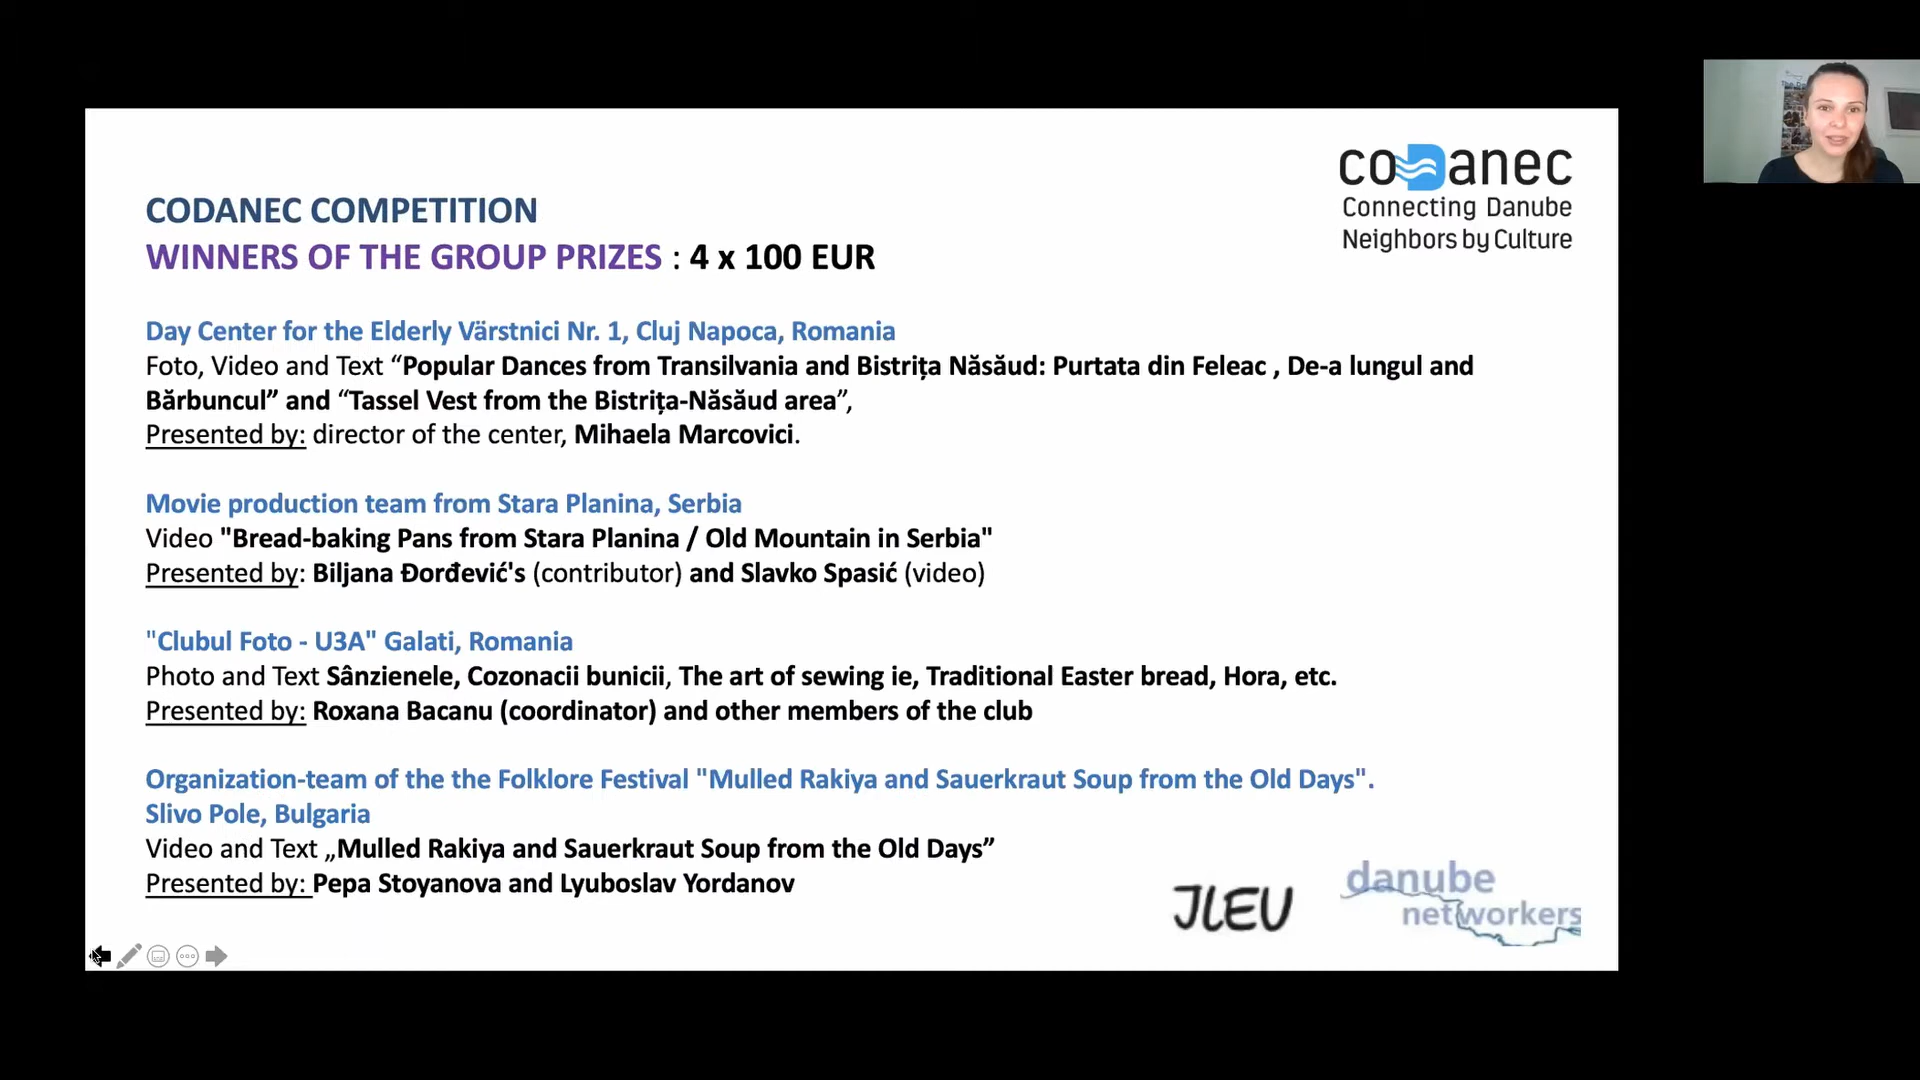 coDanec
Connecting Danube
Neighbors by Culture
CODANEC COMPETITION
WINNERS OF THE GROUP PRIZES : 4 x 100 EUR
Day Center for the Elderly Värstnici Nr. 1, Cluj Napoca, Romania
Foto, Video and Text “Popular Dances from Transilvania and Bistrița Năsăud: Purtata din Feleac , De-a lungul and
Bărbuncul” and “Tassel Vest from the Bistrița-Năsăud area”,
Presented by: director of the center, Mihaela Marcovici.
Movie production team from Stara Planina, Serbia
Video "Bread-baking Pans from Stara Planina / Old Mountain in Serbia"
Presented by: Biljana Đorđević's (contributor) and Slavko Spasić (video)
"Clubul Foto - U3A" Galati, Romania
Photo and Text Sânzienele, Cozonacii bunicii, The art of sewing ie, Traditional Easter bread, Hora, etc.
Presented by: Roxana Bacanu (coordinator) and other members of the club
Organization-team of the the Folklore Festival "Mulled Rakiya and Sauerkraut Soup from the Old Days".
Slivo Pole, Bulgaria
Video and Text „Mulled Rakiya and Sauerkraut Soup from the Old Days”
Presented by: Pepa Stoyanova and Lyuboslav Yordanov
JLEU
danube
networkers